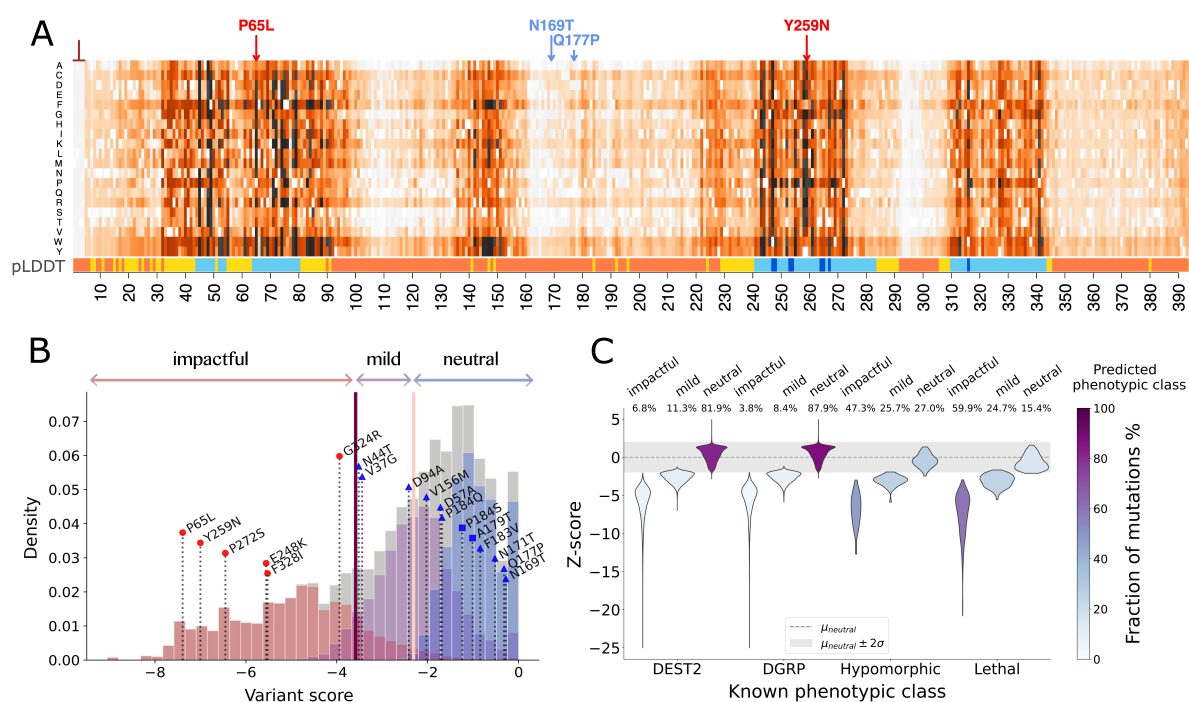 A
P65L
N169T
Q177P
Y259N
A
C
D
E
F
G
H
I
K
L
M
N
P
Q
R
S
T
V
W
Y
pLDDT
10 20 30 40 50 60 70 80 90 100 110 120 130 140 150 160 170 180 190 200 210 220 230 240 250 260 270 280 290 300 310 320 330 340 350 360 370 380 390
B
impactful mild neutral
0.07
0.06
0.05
0.04
0.03
0.02
0.01
0.00
Density
G324R
N44T
V37G
D94A
V156M
D57A
P184Q
P184S
A179T
F183V
N171T
Q177P
N169T
P65L
Y259N
P272S
E248K
F328I
−8 −6 −4 −2 0
Variant score
C
impactful mild neutral impactful mild neutral impactful mild neutral impactful mild neutral
6.8% 11.3% 81.9% 3.8% 8.4% 87.9% 47.3% 25.7% 27.0% 59.9% 24.7% 15.4%
5
0
−5
−10
−15
−20
−25
Z-score
μneutral
μneutral ± 2σ
DEST2 DGRP Hypomorphic Lethal
Known phenotypic class
Predicted
phenotypic class
100
80
60
40
20
0
Fraction of mutations %